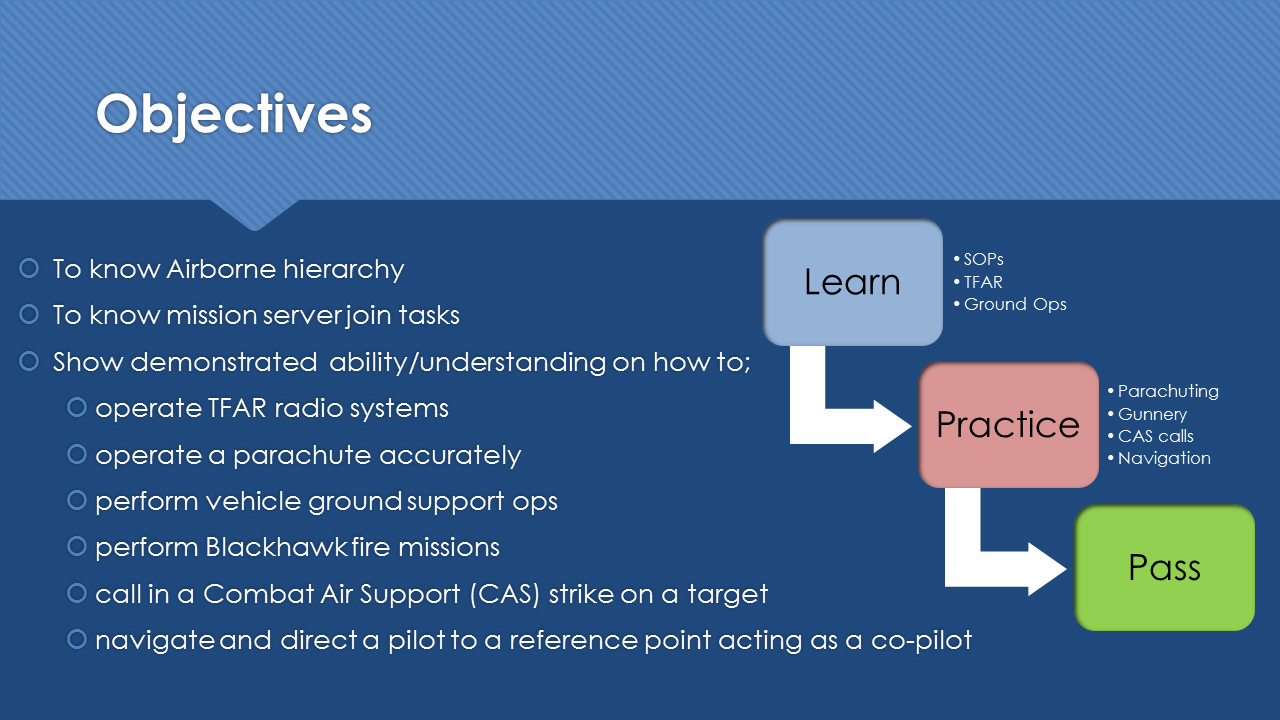 Objectives
To know Airborne hierarchy
To know mission server join tasks
Show demonstrated ability/understanding on how to;
operate TFAR radio systems
operate a parachute accurately
perform vehicle ground support ops
perform Blackhawk fire missions
call in a Combat Air Support (CAS) strike on a target
navigate and direct a pilot to a reference point acting as a co-pilot
Learn
• SOPs
• TFAR
• Ground Ops
Practice
• Parachuting
• Gunnery
• CAS calls
• Navigation
Pass